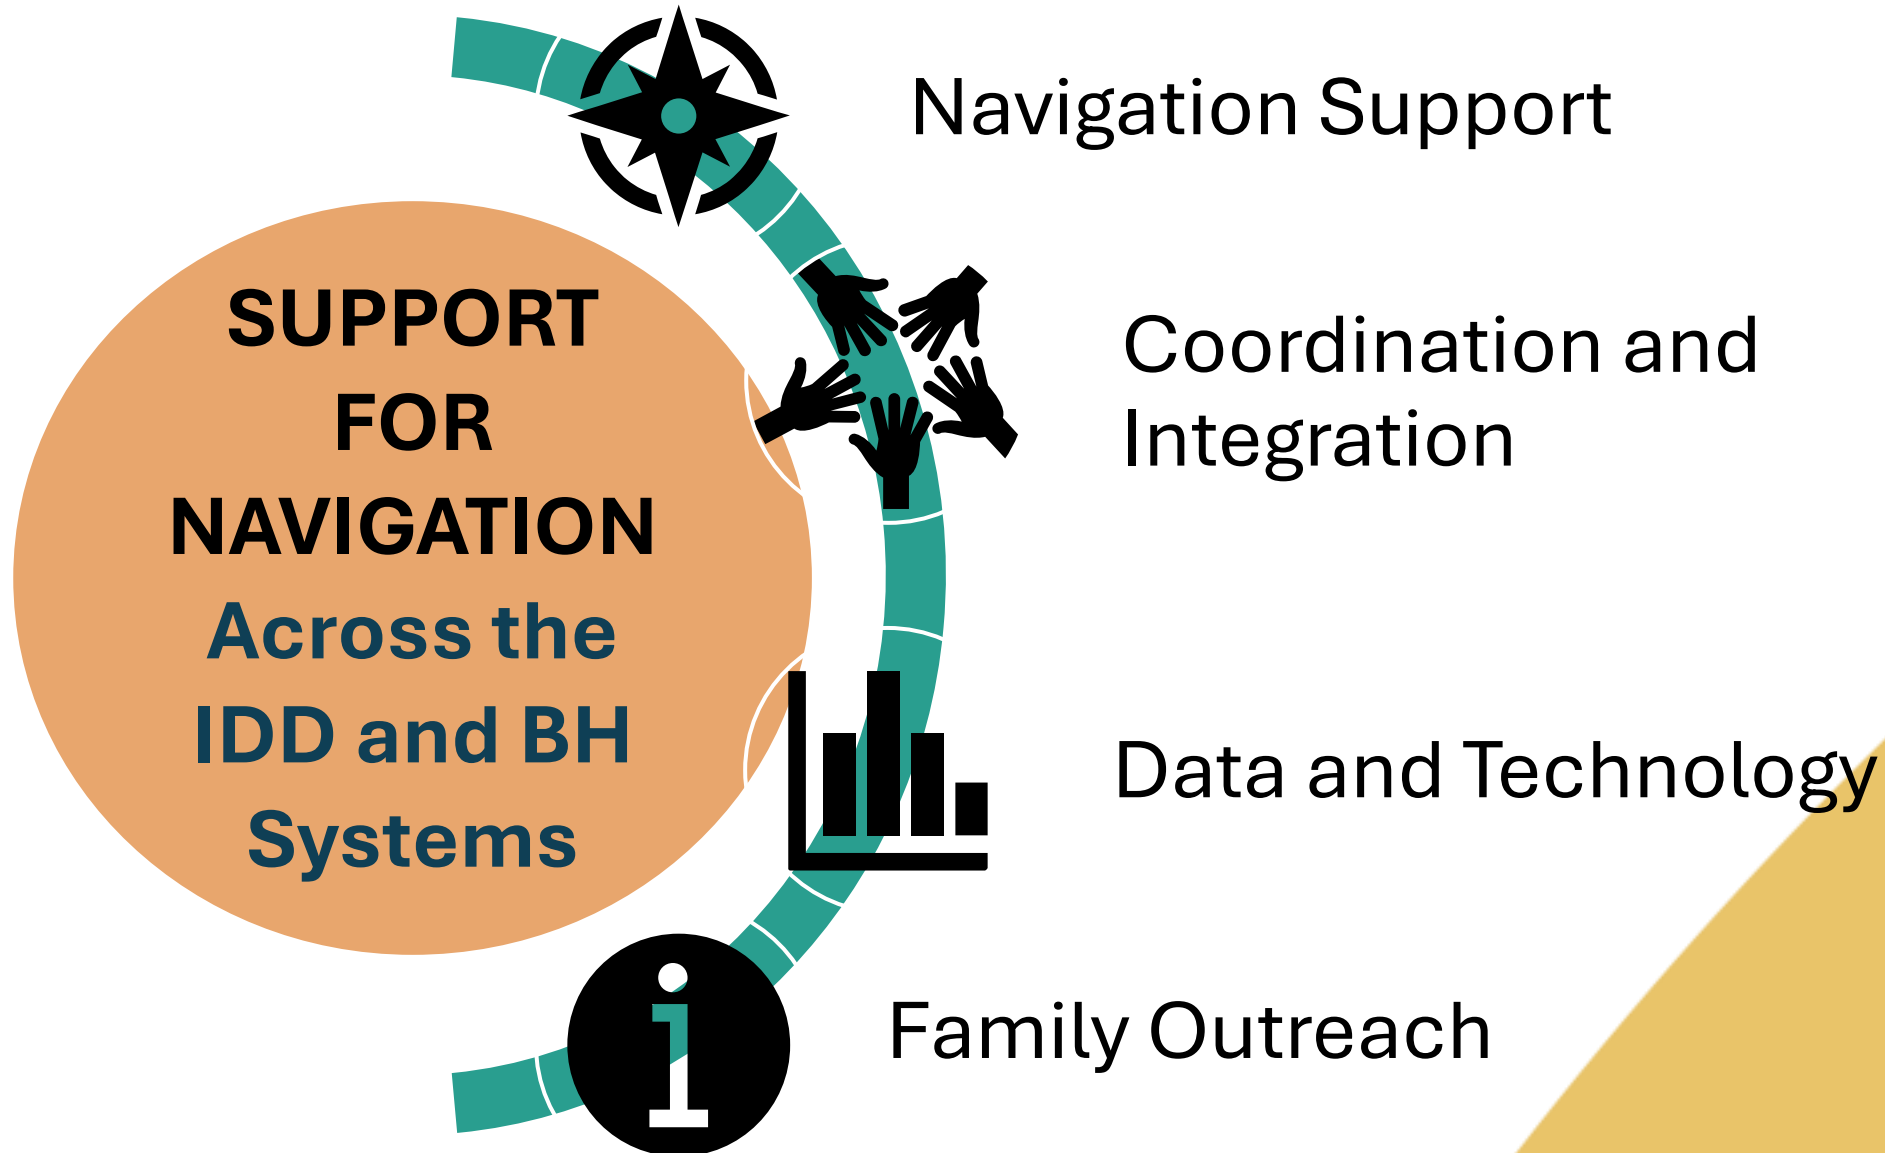 SUPPORT
FOR
NAVIGATION
Across the
IDD and BH
Systems
Navigation Support
Coordination and
Integration
Data and Technology
Family Outreach